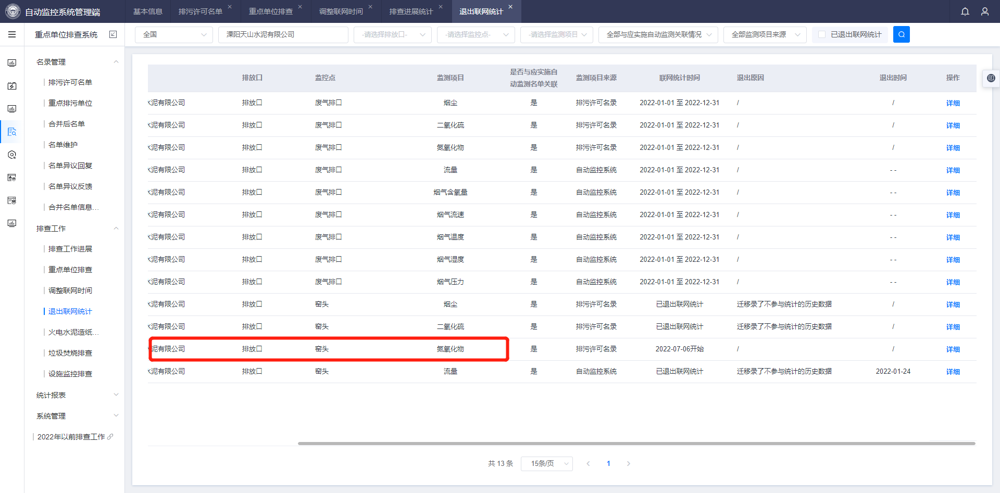 自动监控系统管理端
基本信息 排污许可名单 重点单位排查 调整联网时间 排查进展统计 退出联网统计
重点单位排查系统
全国 溧阳天山水泥有限公司 -请选择排放口- -请选择监控点- -请选择监测项目 全部与应实施自动监测关联情况 全部监测项目来源 已退出联网统计
名录管理
排污许可名单
重点排污单位
合并后名单
名单维护
名单异议回复
名单异议反馈
合并名单信息...
排查工作
排查工作进展
重点单位排查
调整联网时间
退出联网统计
火电水泥造纸...
垃圾焚烧排查
设施监控排查
统计报表
系统管理
2022年以前排查工作
排放口 监控点 监测项目 是否与应实施自动监测名单关联 监测项目来源 联网统计时间 退出原因 退出时间 操作
水泥有限公司 排放口 废气排口 烟尘 是 排污许可名录 2022-01-01 至 2022-12-31 / / 详细
水泥有限公司 排放口 废气排口 二氧化硫 是 排污许可名录 2022-01-01 至 2022-12-31 / / 详细
水泥有限公司 排放口 废气排口 氮氧化物 是 排污许可名录 2022-01-01 至 2022-12-31 / / 详细
水泥有限公司 排放口 废气排口 流量 是 自动监控系统 2022-01-01 至 2022-12-31 / - - 详细
水泥有限公司 排放口 废气排口 烟气含氧量 是 自动监控系统 2022-01-01 至 2022-12-31 / - - 详细
水泥有限公司 排放口 废气排口 烟气流速 是 自动监控系统 2022-01-01 至 2022-12-31 / - - 详细
水泥有限公司 排放口 废气排口 烟气温度 是 自动监控系统 2022-01-01 至 2022-12-31 / - - 详细
水泥有限公司 排放口 废气排口 烟气湿度 是 自动监控系统 2022-01-01 至 2022-12-31 / - - 详细
水泥有限公司 排放口 废气排口 烟气压力 是 自动监控系统 2022-01-01 至 2022-12-31 / - - 详细
水泥有限公司 排放口 窑头 烟尘 是 排污许可名录 已退出联网统计 迁移录了不参与统计的历史数据 / 详细
水泥有限公司 排放口 窑头 二氧化硫 是 排污许可名录 已退出联网统计 迁移录了不参与统计的历史数据 / 详细
水泥有限公司 排放口 窑头 氮氧化物 是 排污许可名录 2022-07-06开始 / / 详细
水泥有限公司 排放口 窑头 流量 是 自动监控系统 已退出联网统计 迁移录了不参与统计的历史数据 2022-01-24 详细
共 13 条 15条/页 1